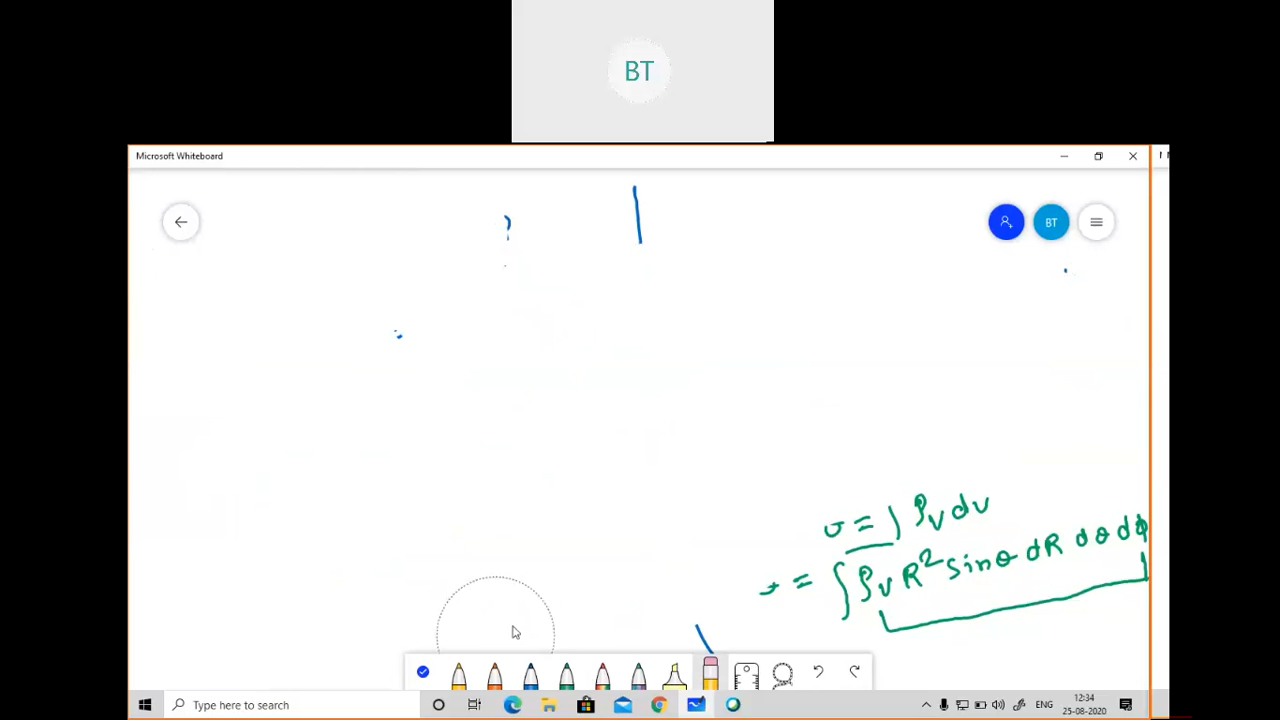 BT
Microsoft Whiteboard
BT
= ∫ ρv dv
= ∫ ρv R² sinθ dR dθ dφ
Type here to search
ENG
12:34
25-08-2020